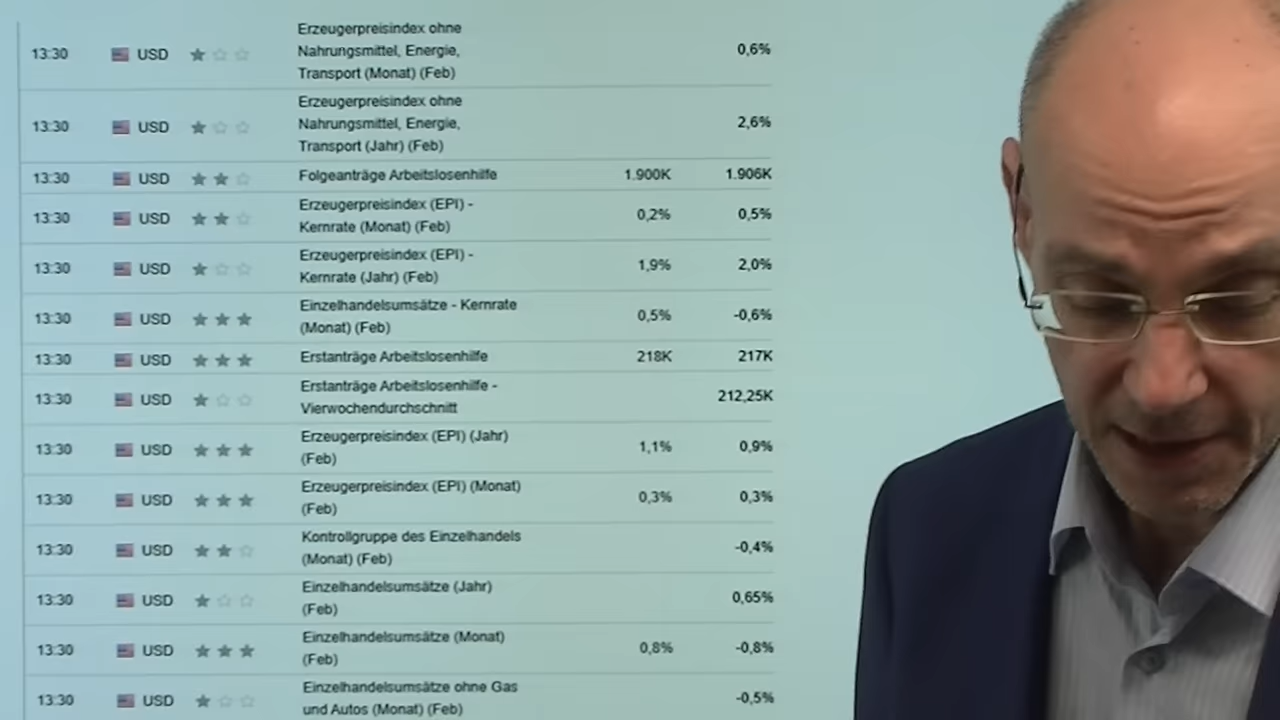 Erzeugerpreisindex ohne
13:30 USD Nahrungsmittel, Energie, 0,6%
Transport (Monat) (Feb)
Erzeugerpreisindex ohne
13:30 USD Nahrungsmittel, Energie, 2,6%
Transport (Jahr) (Feb)
13:30 USD Folgeanträge Arbeitslosenhilfe 1.900K 1.906K
13:30 USD Erzeugerpreisindex (EPI) - 0,2% 0,5%
Kernrate (Monat) (Feb)
13:30 USD Erzeugerpreisindex (EPI) - 1,9% 2,0%
Kernrate (Jahr) (Feb)
13:30 USD Einzelhandelsumsätze - Kernrate 0,5% -0,6%
(Monat) (Feb)
13:30 USD Erstanträge Arbeitslosenhilfe 218K 217K
13:30 USD Erstanträge Arbeitslosenhilfe - 212,25K
Vierwochendurchschnitt
13:30 USD Erzeugerpreisindex (EPI) (Jahr) 1,1% 0,9%
(Feb)
13:30 USD Erzeugerpreisindex (EPI) (Monat) 0,3% 0,3%
(Feb)
13:30 USD Kontrollgruppe des Einzelhandels -0,4%
(Monat) (Feb)
13:30 USD Einzelhandelsumsätze (Jahr) 0,65%
(Feb)
13:30 USD Einzelhandelsumsätze (Monat) 0,8% -0,8%
(Feb)
13:30 USD Einzelhandelsumsätze ohne Gas -0,5%
und Autos (Monat) (Feb)